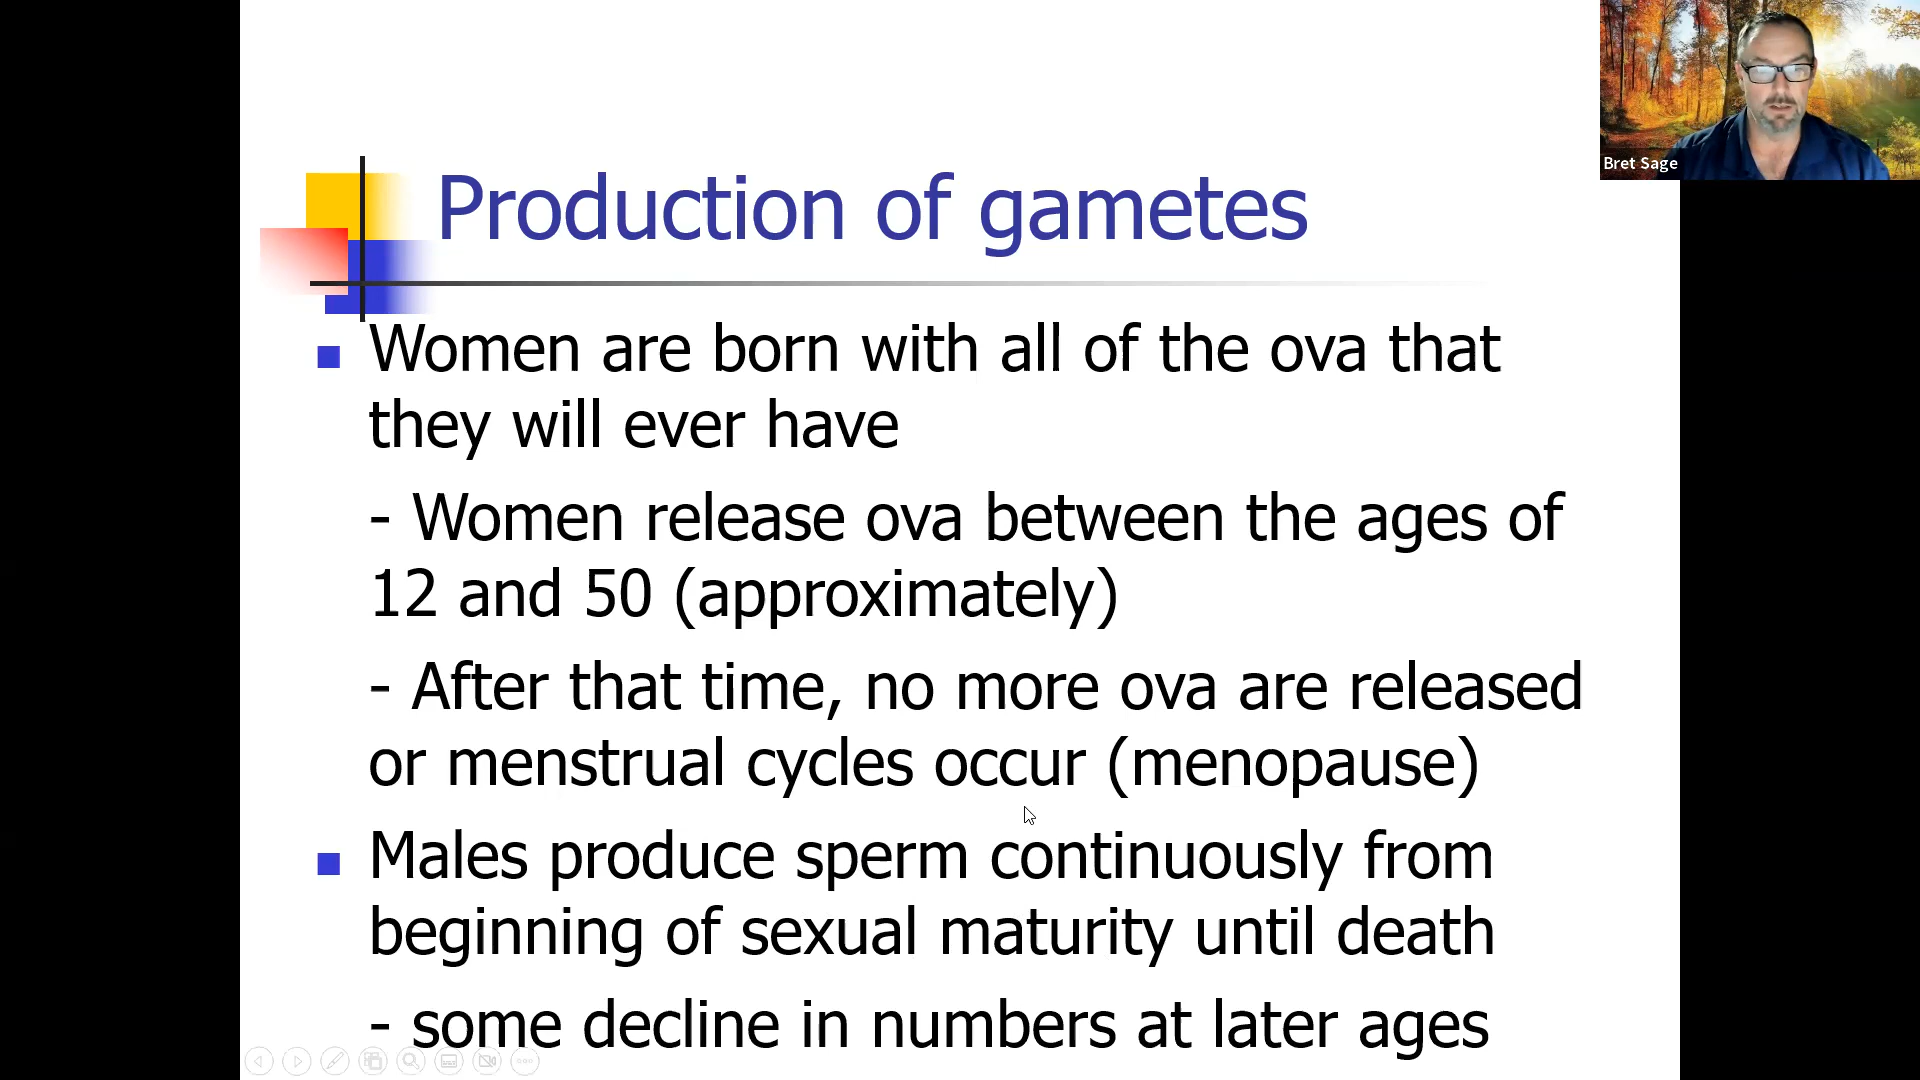 Bret Sage
Production of gametes
Women are born with all of the ova that
they will ever have
- Women release ova between the ages of
12 and 50 (approximately)
- After that time, no more ova are released
or menstrual cycles occur (menopause)
Males produce sperm continuously from
beginning of sexual maturity until death
- some decline in numbers at later ages